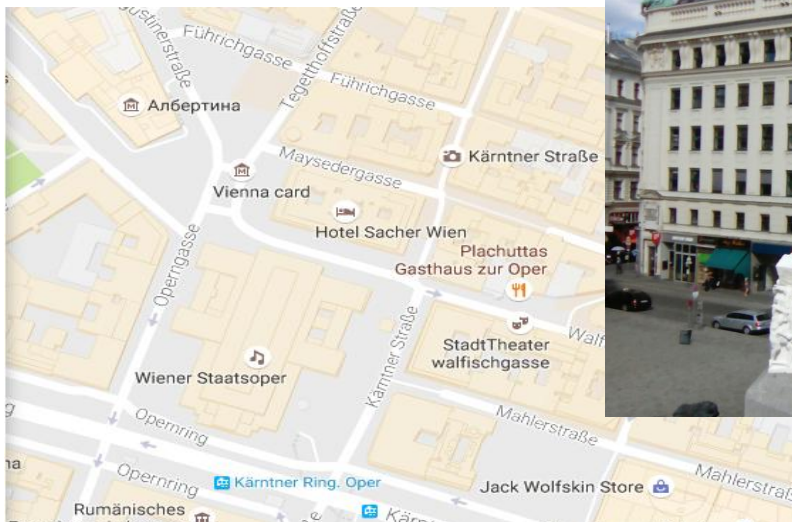 Führichgasse
Tegetthoffstraße
Führichgasse
Албертина
Maysedergasse
Kärntner Straße
Vienna card
Hotel Sacher Wien
Plachuttas
Gasthaus zur Oper
Operngasse
StadtTheater
walfischgasse
Kärntner Straße
Wiener Staatsoper
Opernring
Mahlerstraße
Opernring
Kärntner Ring. Oper
Jack Wolfskin Store
Rumänisches